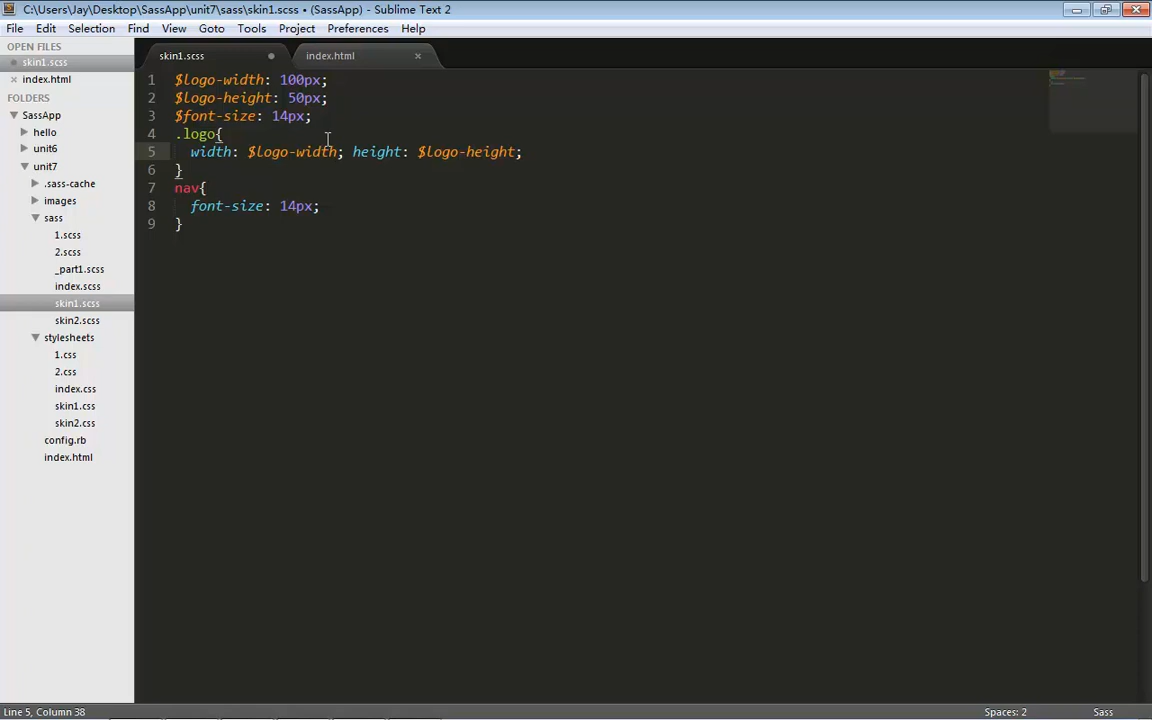 C:\Users\Jay\Desktop\SassApp\unit7\sass\skin1.scss • (SassApp) - Sublime Text 2
File Edit Selection Find View Goto Tools Project Preferences Help
OPEN FILES
skin1.scss
index.html
FOLDERS
SassApp
hello
unit6
unit7
.sass-cache
images
sass
1.scss
2.scss
_part1.scss
index.scss
skin1.scss
skin2.scss
stylesheets
1.css
2.css
index.css
skin1.css
skin2.css
config.rb
index.html
skin1.scss index.html
1 $logo-width: 100px;
2 $logo-height: 50px;
3 $font-size: 14px;
4 .logo{
5 width: $logo-width; height: $logo-height;
6 }
7 nav{
8 font-size: 14px;
9 }
Line 5, Column 38 Spaces: 2 Sass